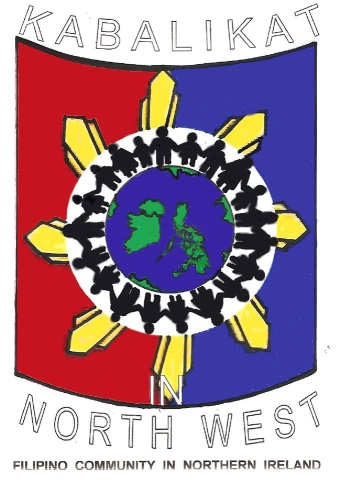 KABALIKAT
IN
NORTH WEST
FILIPINO COMMUNITY IN NORTHERN IRELAND